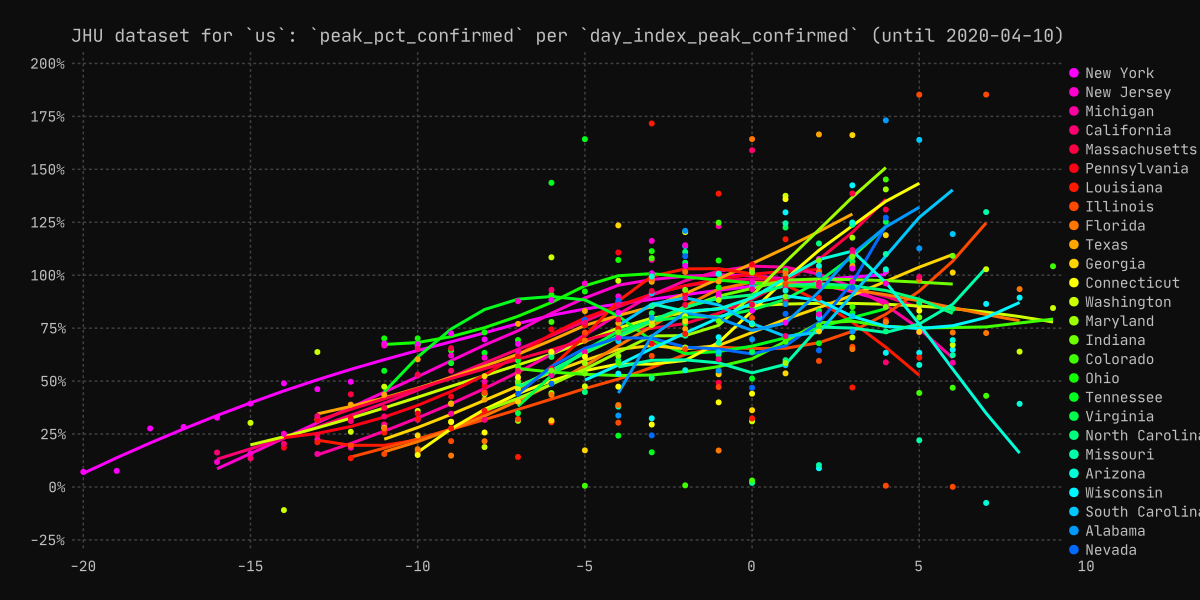 JHU dataset for `us`: `peak_pct_confirmed` per `day_index_peak_confirmed` (until 2020-04-10)
200%
175%
150%
125%
100%
75%
50%
25%
0%
-25%
-20 -15 -10 -5 0 5 10
New York
New Jersey
Michigan
California
Massachusetts
Pennsylvania
Louisiana
Illinois
Florida
Texas
Georgia
Connecticut
Washington
Maryland
Indiana
Colorado
Ohio
Tennessee
Virginia
North Carolina
Missouri
Arizona
Wisconsin
South Carolina
Alabama
Nevada